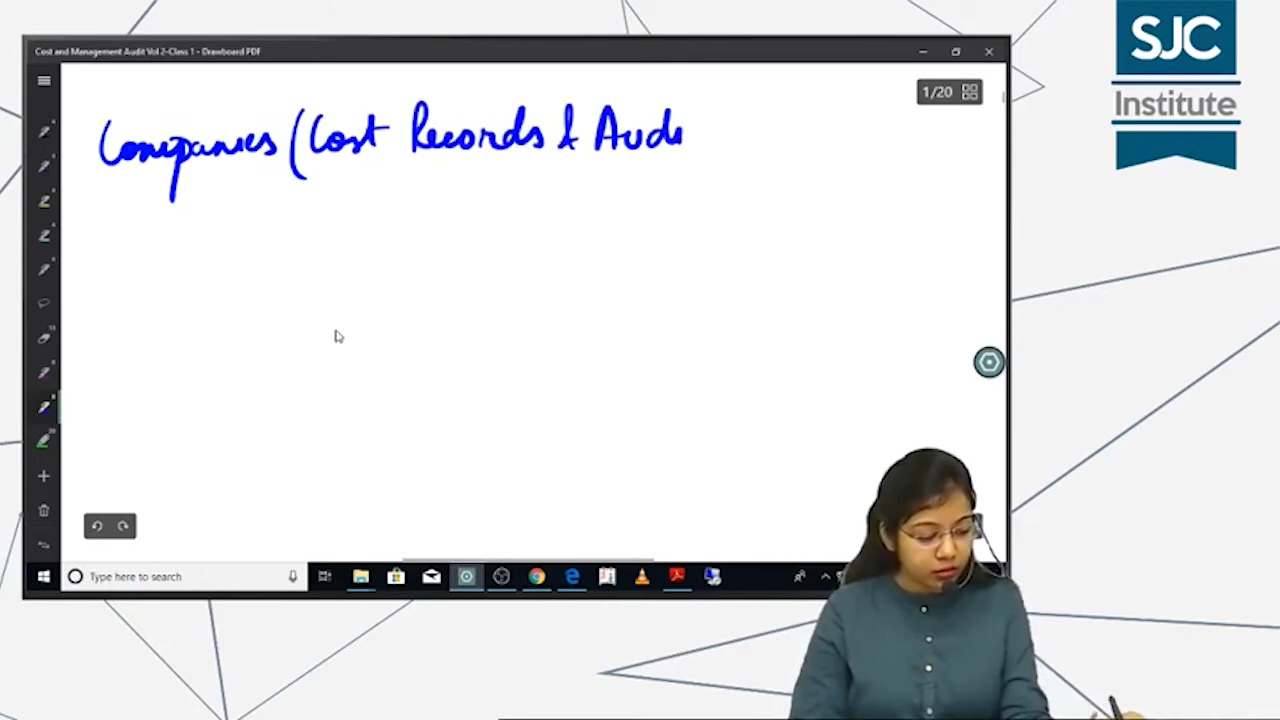 SJC
Institute
Cost and Management Audit Vol 2-Class 1 - Drawboard PDF
1/20
Companies (Cost Records & Audi
Type here to search